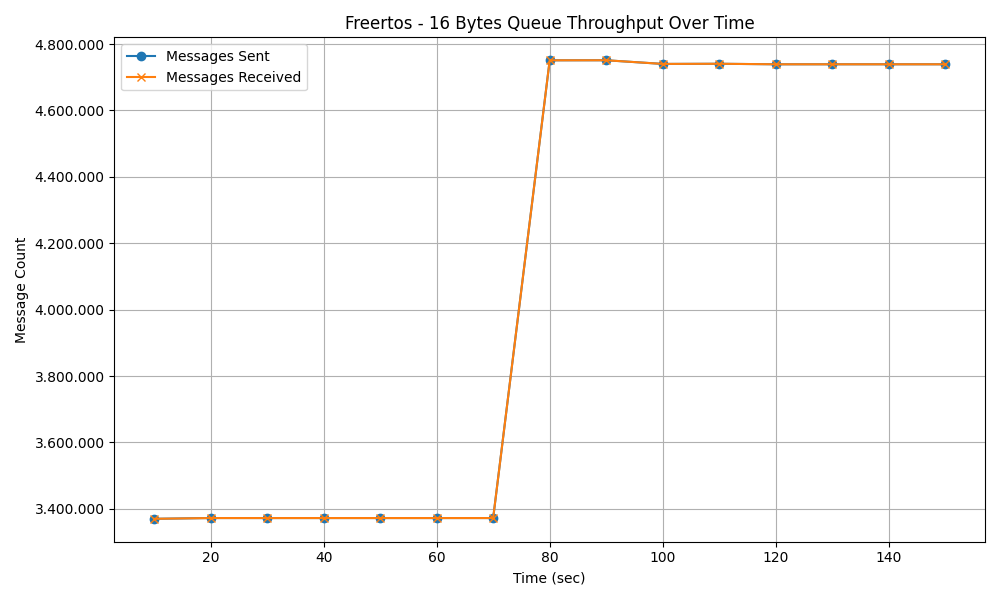 Freertos - 16 Bytes Queue Throughput Over Time
Messages Sent
Messages Received
Message Count
4.800.000
4.600.000
4.400.000
4.200.000
4.000.000
3.800.000
3.600.000
3.400.000
20 40 60 80 100 120 140
Time (sec)